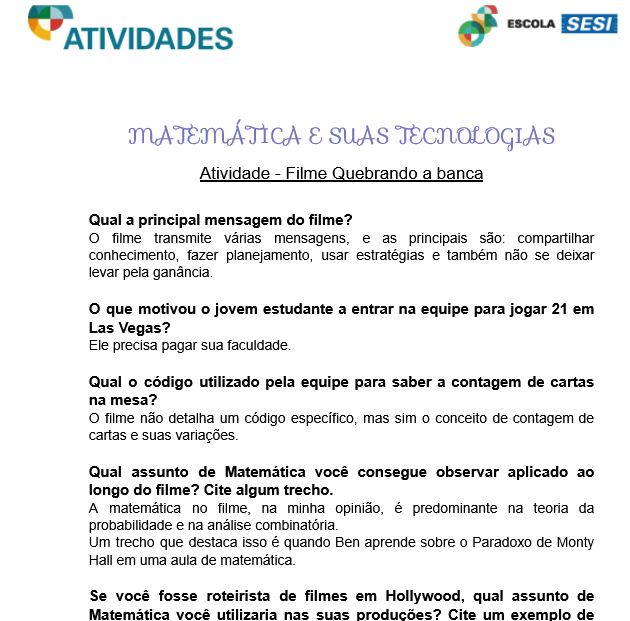 ATIVIDADES
ESCOLA SESI
MATEMÁTICA E SUAS TECNOLOGIAS
Atividade - Filme Quebrando a banca
Qual a principal mensagem do filme?
O filme transmite várias mensagens, e as principais são: compartilhar
conhecimento, fazer planejamento, usar estratégias e também não se deixar
levar pela ganância.
O que motivou o jovem estudante a entrar na equipe para jogar 21 em
Las Vegas?
Ele precisa pagar sua faculdade.
Qual o código utilizado pela equipe para saber a contagem de cartas
na mesa?
O filme não detalha um código específico, mas sim o conceito de contagem de
cartas e suas variações.
Qual assunto de Matemática você consegue observar aplicado ao
longo do filme? Cite algum trecho.
A matemática no filme, na minha opinião, é predominante na teoria da
probabilidade e na análise combinatória.
Um trecho que destaca isso é quando Ben aprende sobre o Paradoxo de Monty
Hall em uma aula de matemática.
Se você fosse roteirista de filmes em Hollywood, qual assunto de
Matemática você utilizaria nas suas produções? Cite um exemplo de